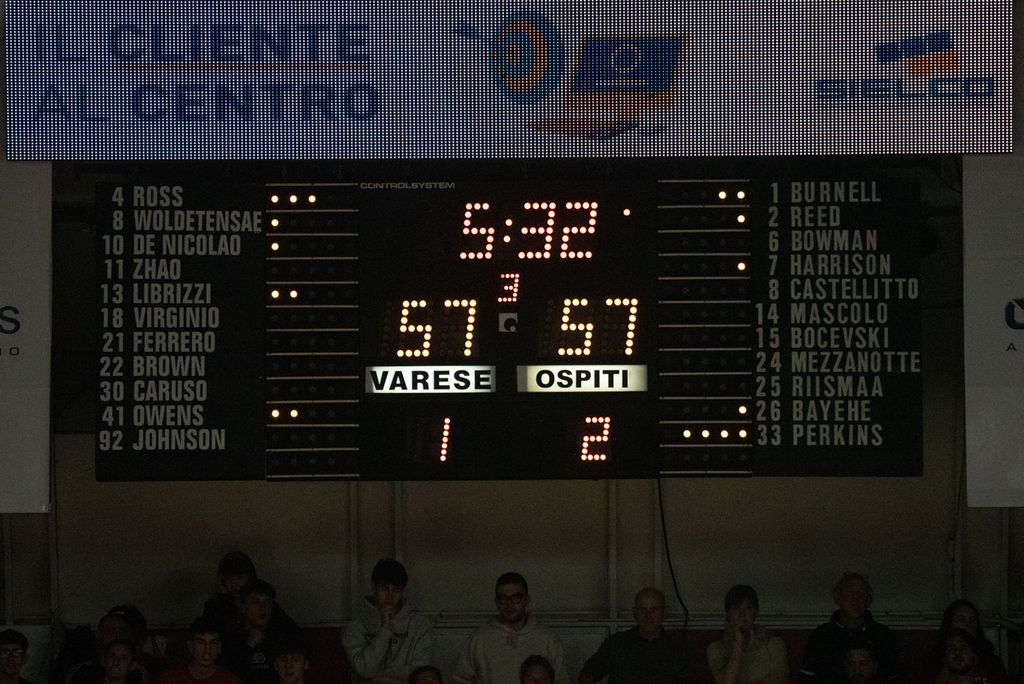 IL CLIENTE
AL CENTRO
SIELCO
CONTROLSYSTEM
4 ROSS
8 WOLDETENSAE
10 DE NICOLAO
11 ZHAO
13 LIBRIZZI
18 VIRGINIO
21 FERRERO
22 BROWN
30 CARUSO
41 OWENS
92 JOHNSON
5:32
3
57 57
VARESE OSPITI
1 2
1 BURNELL
2 REED
6 BOWMAN
7 HARRISON
8 CASTELLITTO
14 MASCOLO
15 BOCEVSKI
24 MEZZANOTTE
25 RIISMAA
26 BAYEHE
33 PERKINS